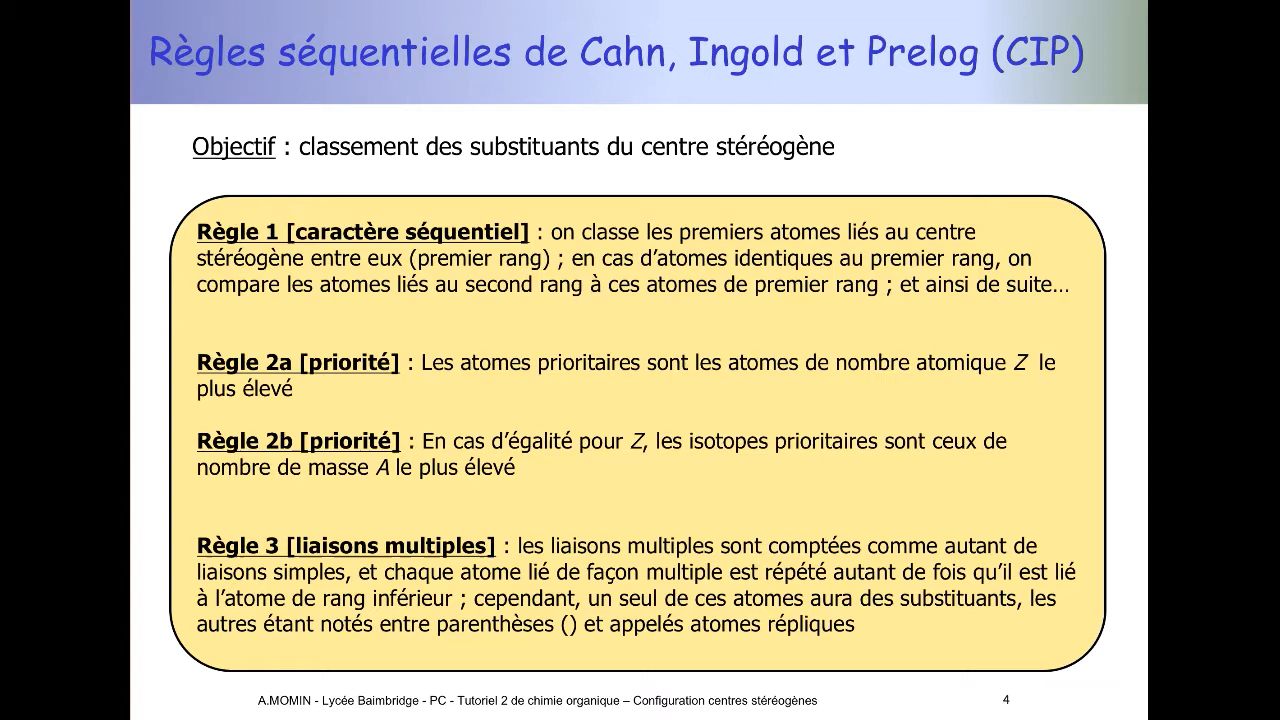 Règles séquentielles de Cahn, Ingold et Prelog (CIP)
Objectif : classement des substituants du centre stéréogène
Règle 1 [caractère séquentiel] : on classe les premiers atomes liés au centre
stéréogène entre eux (premier rang) ; en cas d’atomes identiques au premier rang, on
compare les atomes liés au second rang à ces atomes de premier rang ; et ainsi de suite…
Règle 2a [priorité] : Les atomes prioritaires sont les atomes de nombre atomique Z le
plus élevé
Règle 2b [priorité] : En cas d’égalité pour Z, les isotopes prioritaires sont ceux de
nombre de masse A le plus élevé
Règle 3 [liaisons multiples] : les liaisons multiples sont comptées comme autant de
liaisons simples, et chaque atome lié de façon multiple est répété autant de fois qu’il est lié
à l’atome de rang inférieur ; cependant, un seul de ces atomes aura des substituants, les
autres étant notés entre parenthèses () et appelés atomes répliques
A.MOMIN - Lycée Baimbridge - PC - Tutoriel 2 de chimie organique – Configuration centres stéréogènes
4